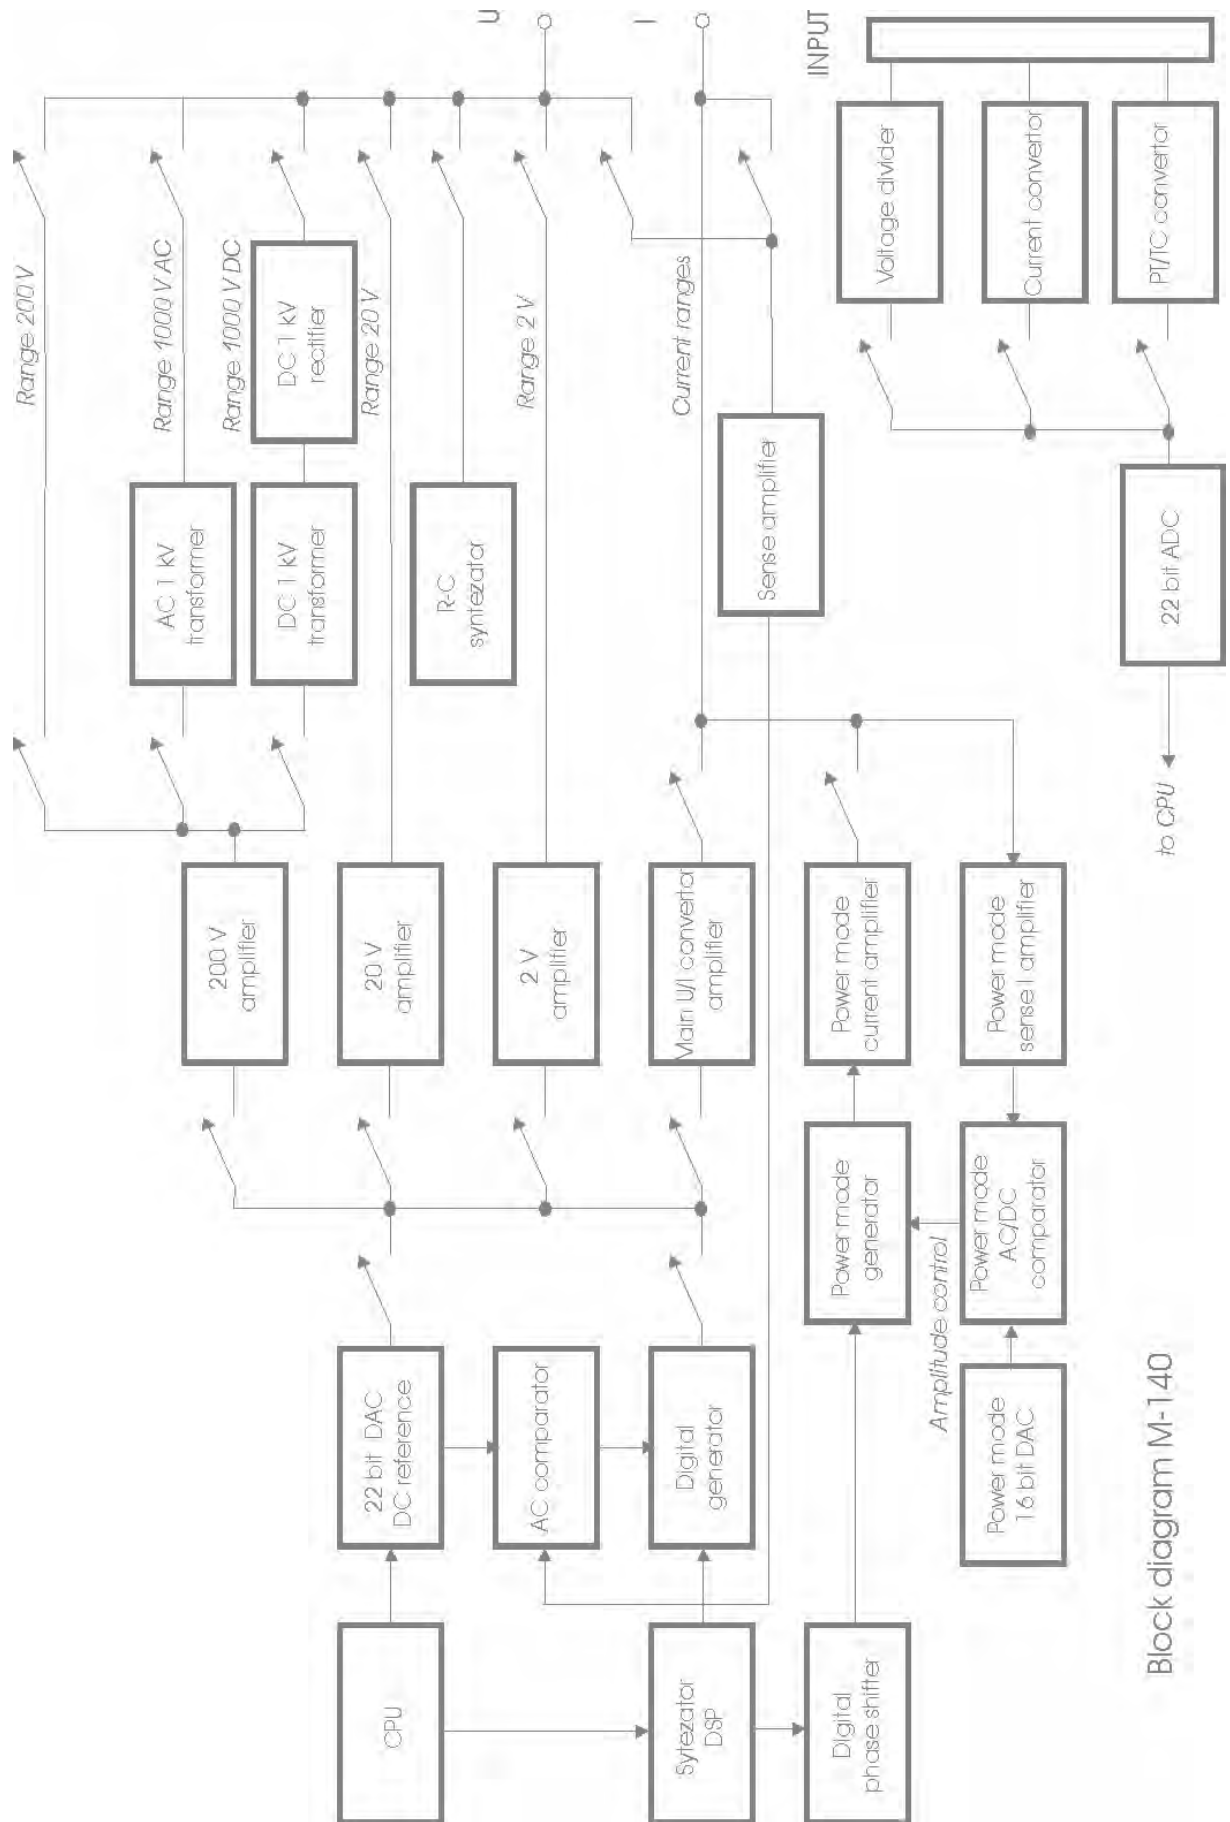 U
I
INPUT
Range 200 V
Range 1000 V AC
Range 1000 V DC
Range 20 V
Range 2 V
Current ranges
DC 1 kV
rectifier
AC 1 kV
transformer
DC 1 kV
transformer
R-C
syntezator
Sense amplifier
Voltage divider
Current convertor
PT/TC convertor
22 bit ADC
to CPU
200 V
amplifier
20 V
amplifier
2 V
amplifier
Main U/I convertor
amplifier
Power mode
current amplifier
Power mode
sense I amplifier
Power mode
generator
Power mode
AC/DC
comparator
Amplitude control
22 bit DAC
DC reference
AC comparator
Digital
generator
Power mode
16 bit DAC
CPU
Sytezator
DSP
Digital
phase shifter
Block diagram M-140